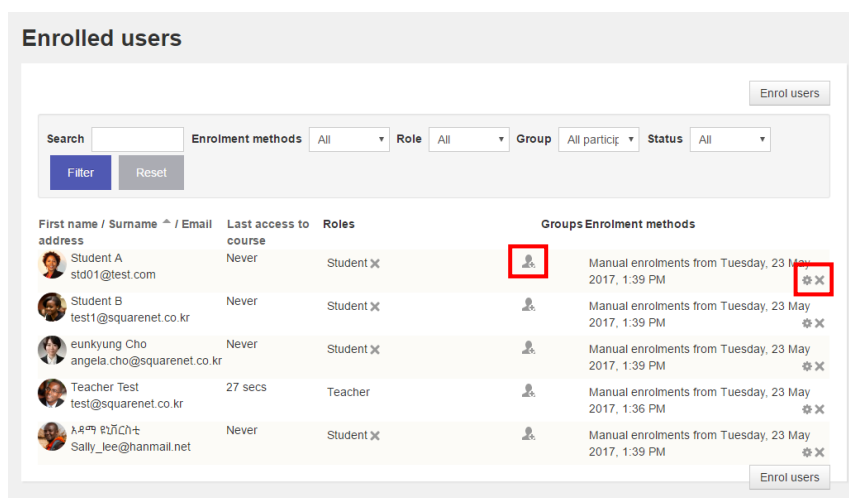 Enrolled users
Enrol users
Search Enrolment methods All Role All Group All particip Status All
Filter Reset
First name / Surname / Email address Last access to course Roles Groups Enrolment methods
Student A Never Student Manual enrolments from Tuesday, 23 May
std01@test.com 2017, 1:39 PM
Student B Never Student Manual enrolments from Tuesday, 23 May
test1@squarenet.co.kr 2017, 1:39 PM
eunkyung Cho Never Student Manual enrolments from Tuesday, 23 May
angela.cho@squarenet.co.kr 2017, 1:39 PM
Teacher Test 27 secs Teacher Manual enrolments from Tuesday, 23 May
test@squarenet.co.kr 2017, 1:36 PM
አዳማ ዩኒቨርስቲ Never Student Manual enrolments from Tuesday, 23 May
Sally_lee@hanmail.net 2017, 1:39 PM
Enrol users